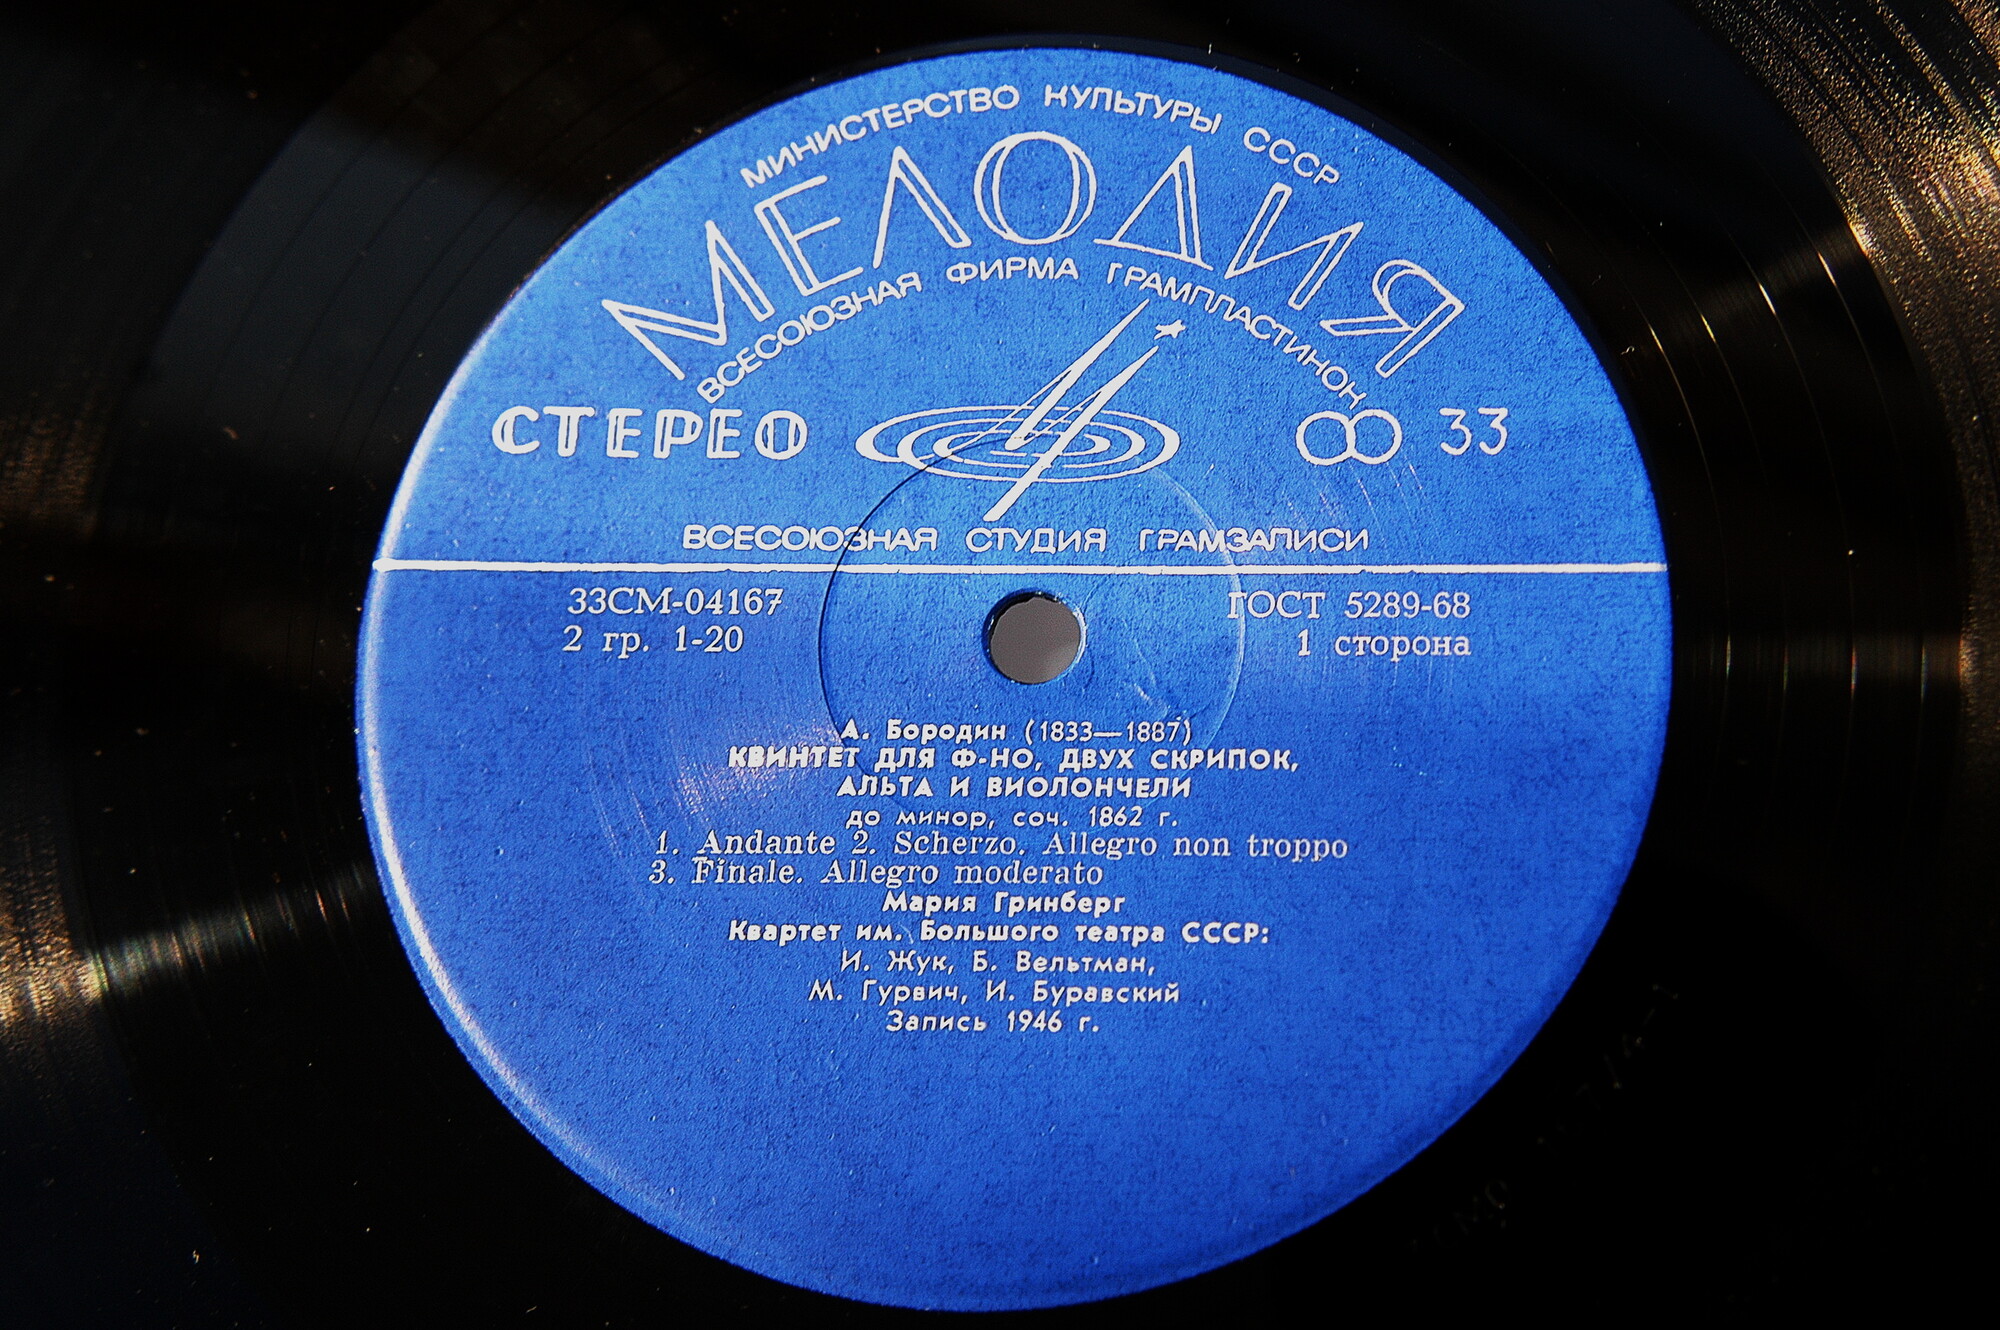 МИНИСТЕРСТВО КУЛЬТУРЫ СССР
МЕЛОДИЯ
ВСЕСОЮЗНАЯ ФИРМА ГРАМПЛАСТИНОК
СТЕРЕО 33
ВСЕСОЮЗНАЯ СТУДИЯ ГРАМЗАПИСИ
33СМ-04167 ГОСТ 5289-68
2 гр. 1-20 1 сторона
А. Бородин (1833—1887)
КВИНТЕТ ДЛЯ Ф-НО, ДВУХ СКРИПОК,
АЛЬТА И ВИОЛОНЧЕЛИ
до минор, соч. 1862 г.
1. Andante 2. Scherzo. Allegro non troppo
3. Finale. Allegro moderato
Мария Гринберг
Квартет им. Большого театра СССР:
И. Жук, Б. Вельтман,
М. Гурвич, И. Буравский
Запись 1946 г.